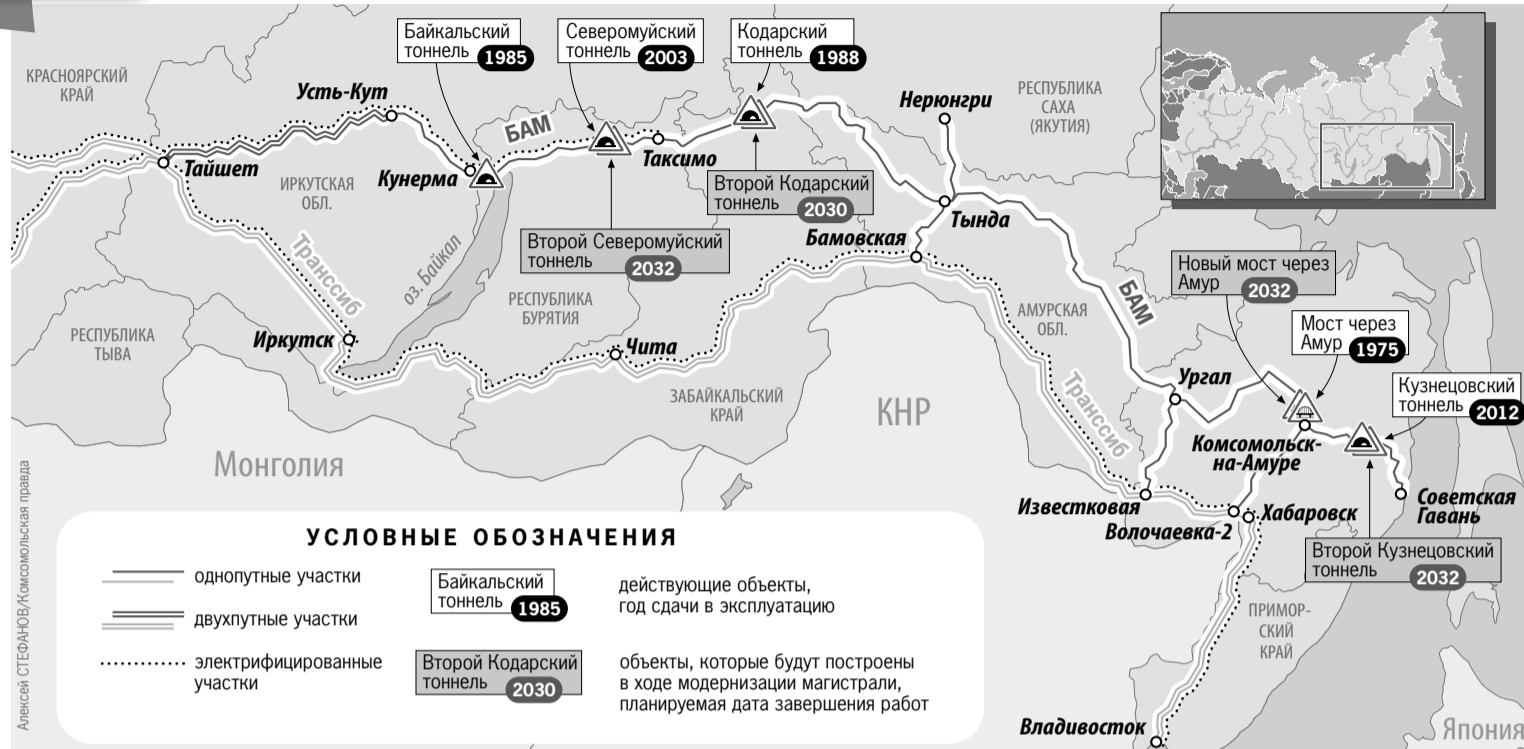 КРАСНОЯРСКИЙ
КРАЙ
Байкальский
тоннель 1985
Северомуйский
тоннель 2003
Кодарский
тоннель 1988
Усть-Кут
БАМ
Нерюнгри
РЕСПУБЛИКА
САХА
(ЯКУТИЯ)
Тайшет
ИРКУТСКАЯ
ОБЛ.
Кунерма
Таксимо
Второй Кодарский
тоннель 2030
Тында
Бамовская
Второй Северомуйский
тоннель 2032
Транссиб
оз. Байкал
РЕСПУБЛИКА
БУРЯТИЯ
РЕСПУБЛИКА
ТЫВА
Иркутск
Чита
ЗАБАЙКАЛЬСКИЙ
КРАЙ
АМУРСКАЯ
ОБЛ.
БАМ
Новый мост через
Амур 2032
Мост через
Амур 1975
Кузнецовский
тоннель 2012
Ургал
Транссиб
КНР
Монголия
Комсомольск-
на-Амуре
Известковая
Волочаевка-2
Хабаровск
Советская
Гавань
Второй Кузнецовский
тоннель 2032
ПРИМОР-
СКИЙ
КРАЙ
Владивосток
Япония
УСЛОВНЫЕ ОБОЗНАЧЕНИЯ
однопутные участки
двухпутные участки
электрифицированные
участки
Байкальский
тоннель 1985
действующие объекты,
год сдачи в эксплуатацию
Второй Кодарский
тоннель 2030
объекты, которые будут построены
в ходе модернизации магистрали,
планируемая дата завершения работ
Алексей СТЕФАНОВ/Комсомольская правда